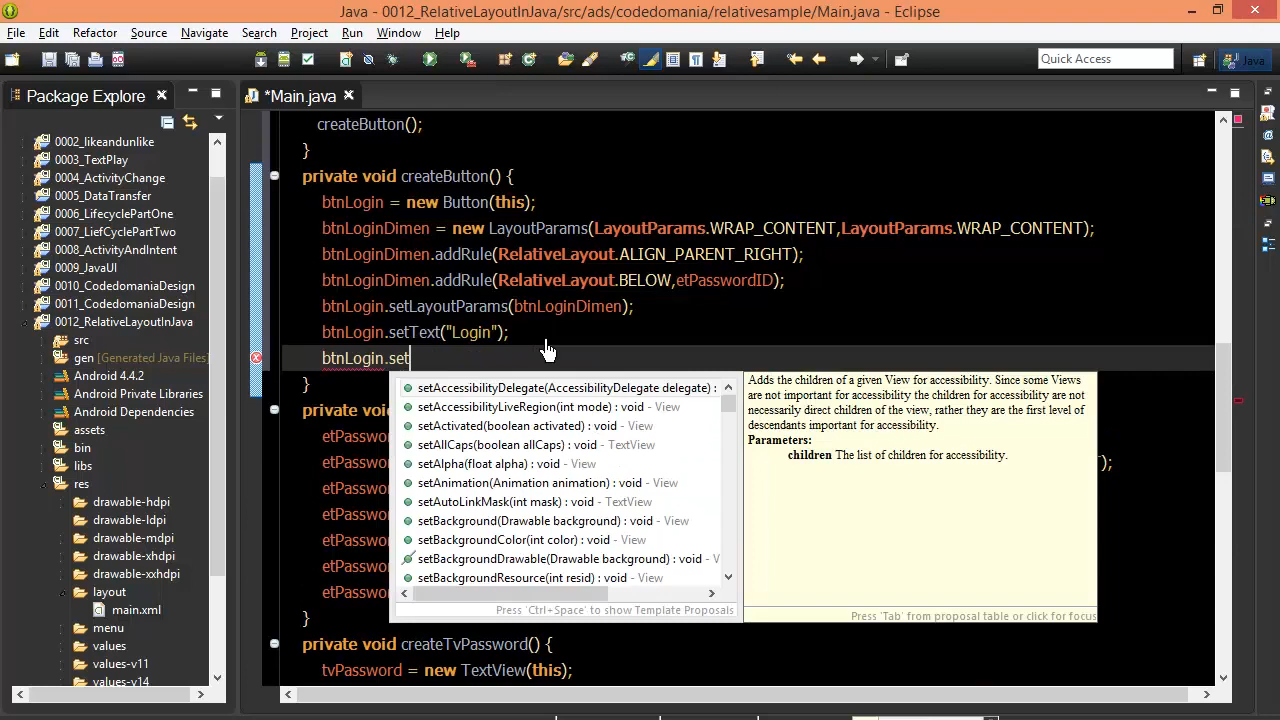 Java - 0012_RelativeLayoutInJava/src/ads/codedomania/relativesample/Main.java - Eclipse
File Edit Refactor Source Navigate Search Project Run Window Help
Quick Access
Java
Package Explore
*Main.java
0002_likeandunlike
0003_TextPlay
0004_ActivityChange
0005_DataTransfer
0006_LifecyclePartOne
0007_LiefCyclePartTwo
0008_ActivityAndIntent
0009_JavaUI
0010_CodedomaniaDesign
0011_CodedomaniaDesign
0012_RelativeLayoutInJava
src
gen [Generated Java Files]
Android 4.4.2
Android Private Libraries
Android Dependencies
assets
bin
libs
res
drawable-hdpi
drawable-ldpi
drawable-mdpi
drawable-xhdpi
drawable-xxhdpi
layout
main.xml
menu
values
values-v11
values-v14
createButton();
}
private void createButton() {
btnLogin = new Button(this);
btnLoginDimen = new LayoutParams(LayoutParams.WRAP_CONTENT,LayoutParams.WRAP_CONTENT);
btnLoginDimen.addRule(RelativeLayout.ALIGN_PARENT_RIGHT);
btnLoginDimen.addRule(RelativeLayout.BELOW,etPasswordID);
btnLogin.setLayoutParams(btnLoginDimen);
btnLogin.setText("Login");
btnLogin.set
}
private voi
etPasswor
etPasswor );
etPasswor
etPasswor
etPasswor
etPasswor
etPasswor
}
private void createTvPassword() {
tvPassword = new TextView(this);
setAccessibilityDelegate(AccessibilityDelegate delegate) :
setAccessibilityLiveRegion(int mode) : void - View
setActivated(boolean activated) : void - View
setAllCaps(boolean allCaps) : void - TextView
setAlpha(float alpha) : void - View
setAnimation(Animation animation) : void - View
setAutoLinkMask(int mask) : void - TextView
setBackground(Drawable background) : void - View
setBackgroundColor(int color) : void - View
setBackgroundDrawable(Drawable background) : void - V
setBackgroundResource(int resid) : void - View
Press 'Ctrl+Space' to show Template Proposals
Adds the children of a given View for accessibility. Since some Views
are not important for accessibility the children for accessibility are not
necessarily direct children of the view, rather they are the first level of
descendants important for accessibility.
Parameters:
children The list of children for accessibility.
Press 'Tab' from proposal table or click for focus